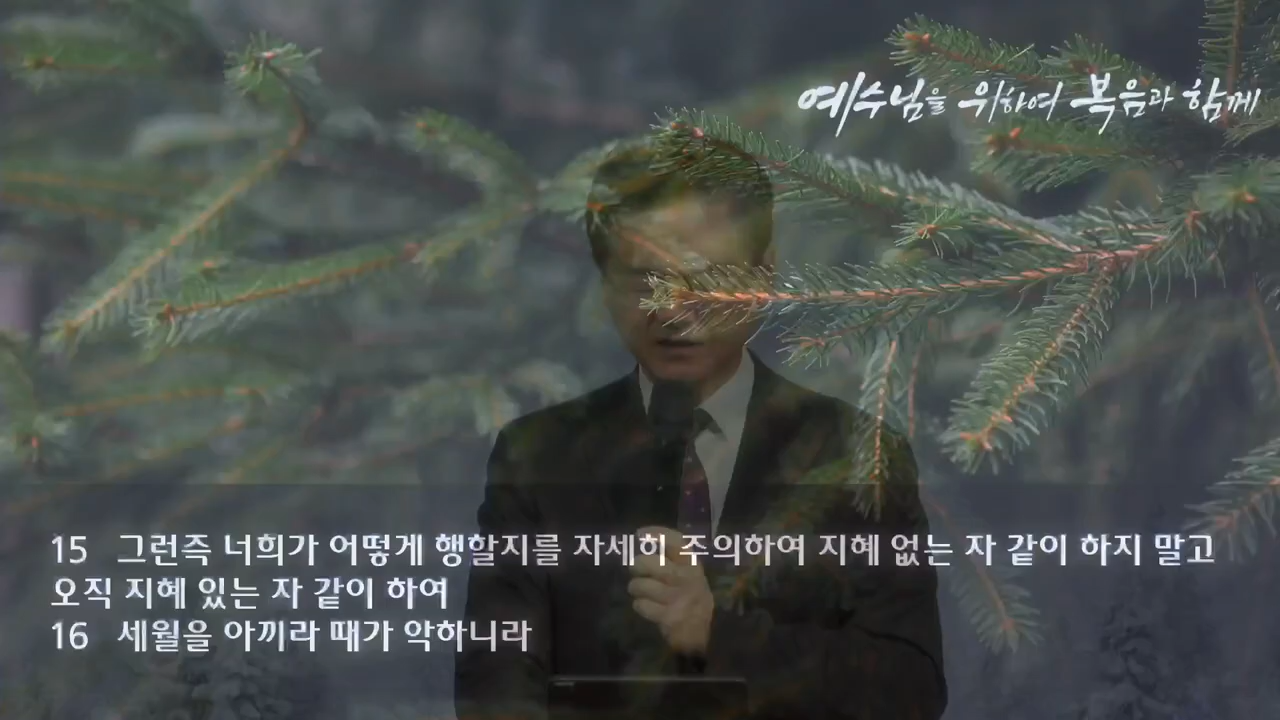 예수님을 위하여 복음과 함께
15 그런즉 너희가 어떻게 행할지를 자세히 주의하여 지혜 없는 자 같이 하지 말고
오직 지혜 있는 자 같이 하여
16 세월을 아끼라 때가 악하니라